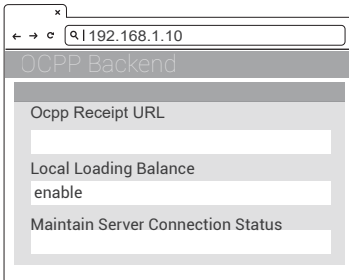 192.168.1.10
OCPP Backend
Ocpp Receipt URL
Local Loading Balance
enable
Maintain Server Connection Status